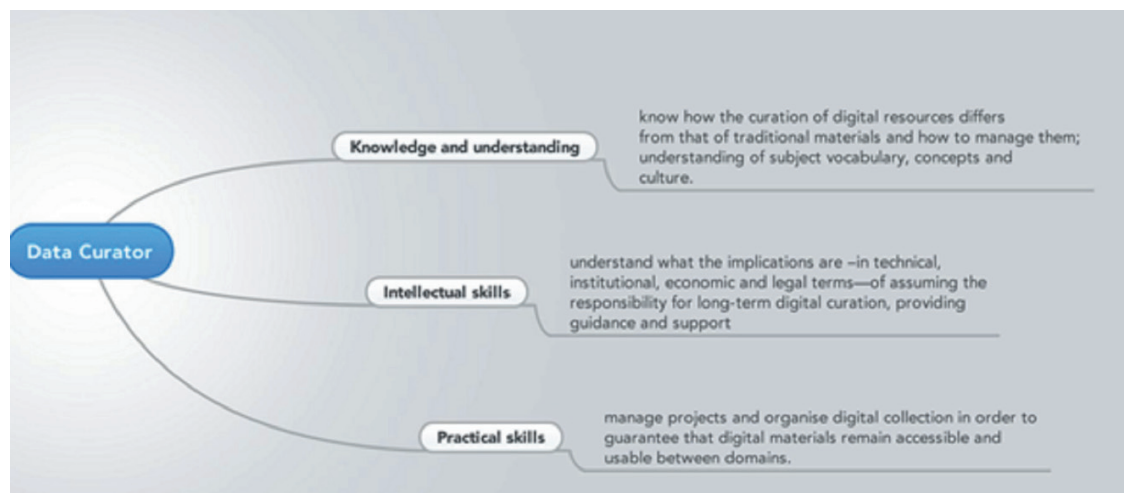 Data Curator
Knowledge and understanding
know how the curation of digital resources differs
from that of traditional materials and how to manage them;
understanding of subject vocabulary, concepts and
culture.
Intellectual skills
understand what the implications are –in technical,
institutional, economic and legal terms—of assuming the
responsibility for long-term digital curation, providing
guidance and support
Practical skills
manage projects and organise digital collection in order to
guarantee that digital materials remain accessible and
usable between domains.